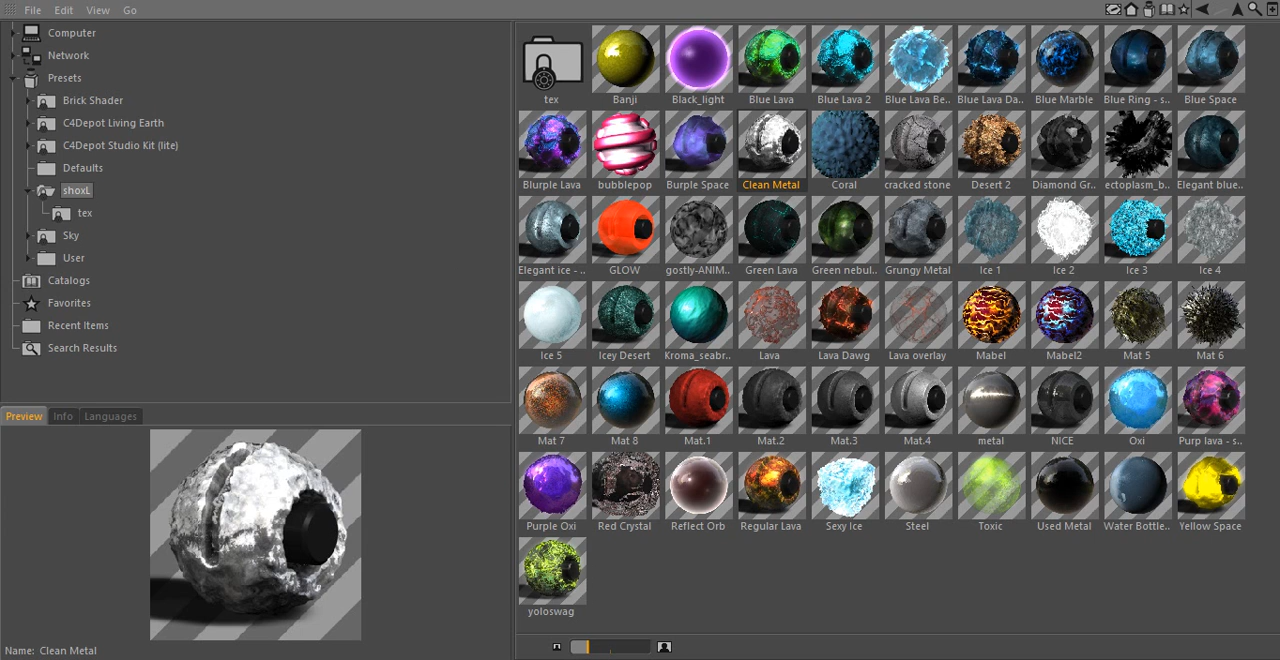 File Edit View Go
Computer
Network
Presets
Brick Shader
C4Depot Living Earth
C4Depot Studio Kit (lite)
Defaults
shoxL
tex
Sky
User
Catalogs
Favorites
Recent Items
Search Results
Preview Info Languages
Name: Clean Metal
tex Banji Black_light Blue Lava Blue Lava 2 Blue Lava Be... Blue Lava Da... Blue Marble Blue Ring - s... Blue Space
Blurple Lava bubblepop Burple Space Clean Metal Coral cracked stone Desert 2 Diamond Gr... ectoplasm_b... Elegant blue...
Elegant ice - ... GLOW gostly-ANIM... Green Lava Green nebul... Grungy Metal Ice 1 Ice 2 Ice 3 Ice 4
Ice 5 Icey Desert Kroma_seabr... Lava Lava Dawg Lava overlay Mabel Mabel2 Mat 5 Mat 6
Mat 7 Mat 8 Mat.1 Mat.2 Mat.3 Mat.4 metal NICE Oxi Purp lava - s...
Purple Oxi Red Crystal Reflect Orb Regular Lava Sexy Ice Steel Toxic Used Metal Water Bottle... Yellow Space
yoloswag